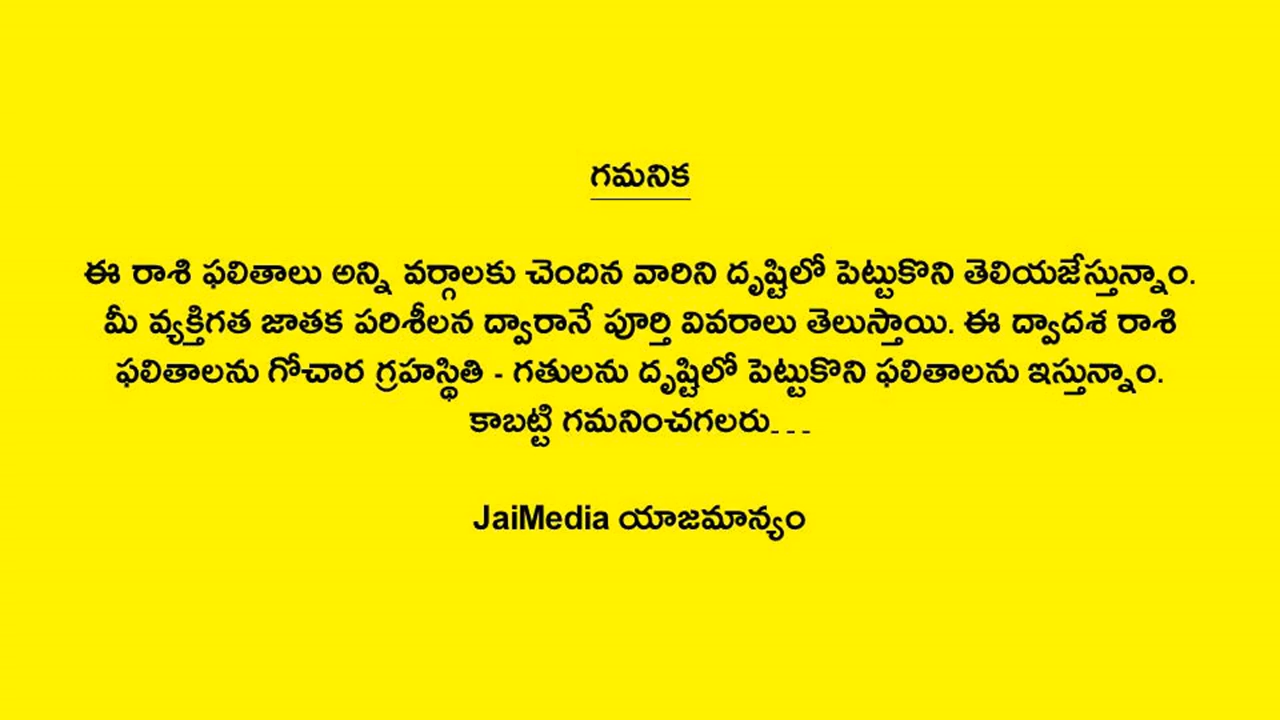 గమనిక
ఈ రాశి ఫలితాలు అన్ని వర్గాలకు చెందిన వారిని దృష్టిలో పెట్టుకొని తెలియజేస్తున్నాం.
మీ వ్యక్తిగత జాతక పరిశీలన ద్వారానే పూర్తి వివరాలు తెలుస్తాయి. ఈ ద్వాదశ రాశి
ఫలితాలను గోచార గ్రహస్థితి - గతులను దృష్టిలో పెట్టుకొని ఫలితాలను ఇస్తున్నాం.
కాబట్టి గమనించగలరు...
JaiMedia యాజమాన్యం